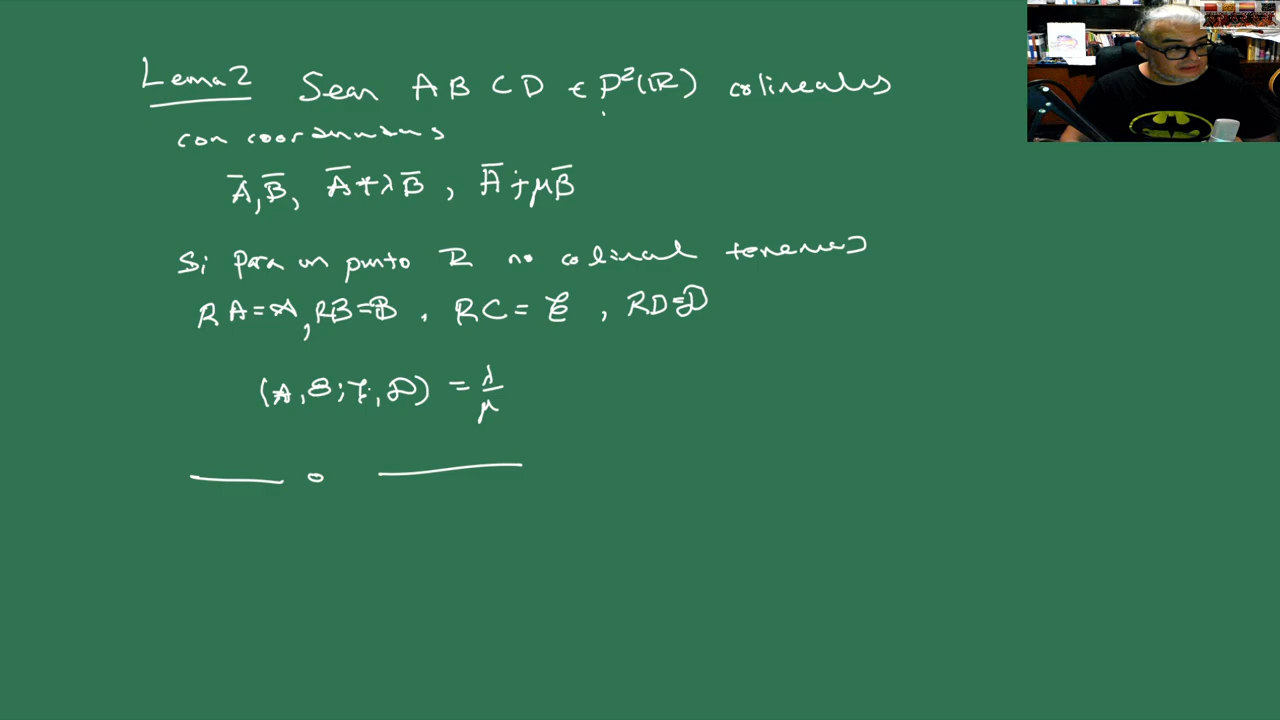 Lema 2 Sean A B C D ∈ P²(ℝ) colineales
con coordenadas
A̅, B̅, A̅+λB̅, A̅+μB̅
Si para un punto R no colineal tenemos
RA=𝒜, RB=ℬ, RC=𝒞, RD=𝒟
(𝒜,ℬ;𝒞,𝒟) = λ/μ